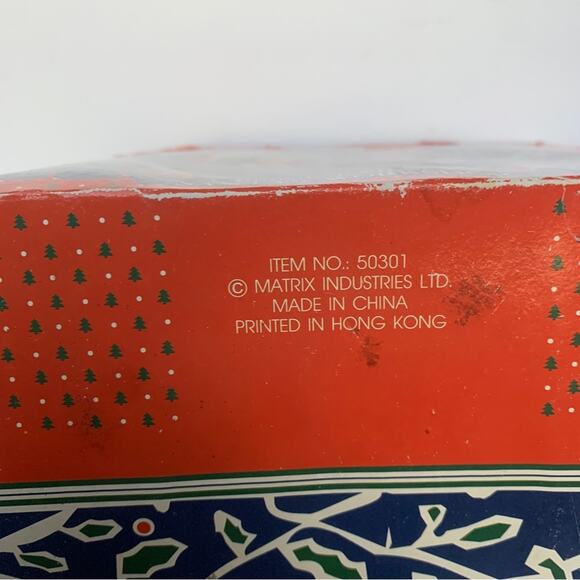 ITEM NO.: 50301
© MATRIX INDUSTRIES LTD.
MADE IN CHINA
PRINTED IN HONG KONG